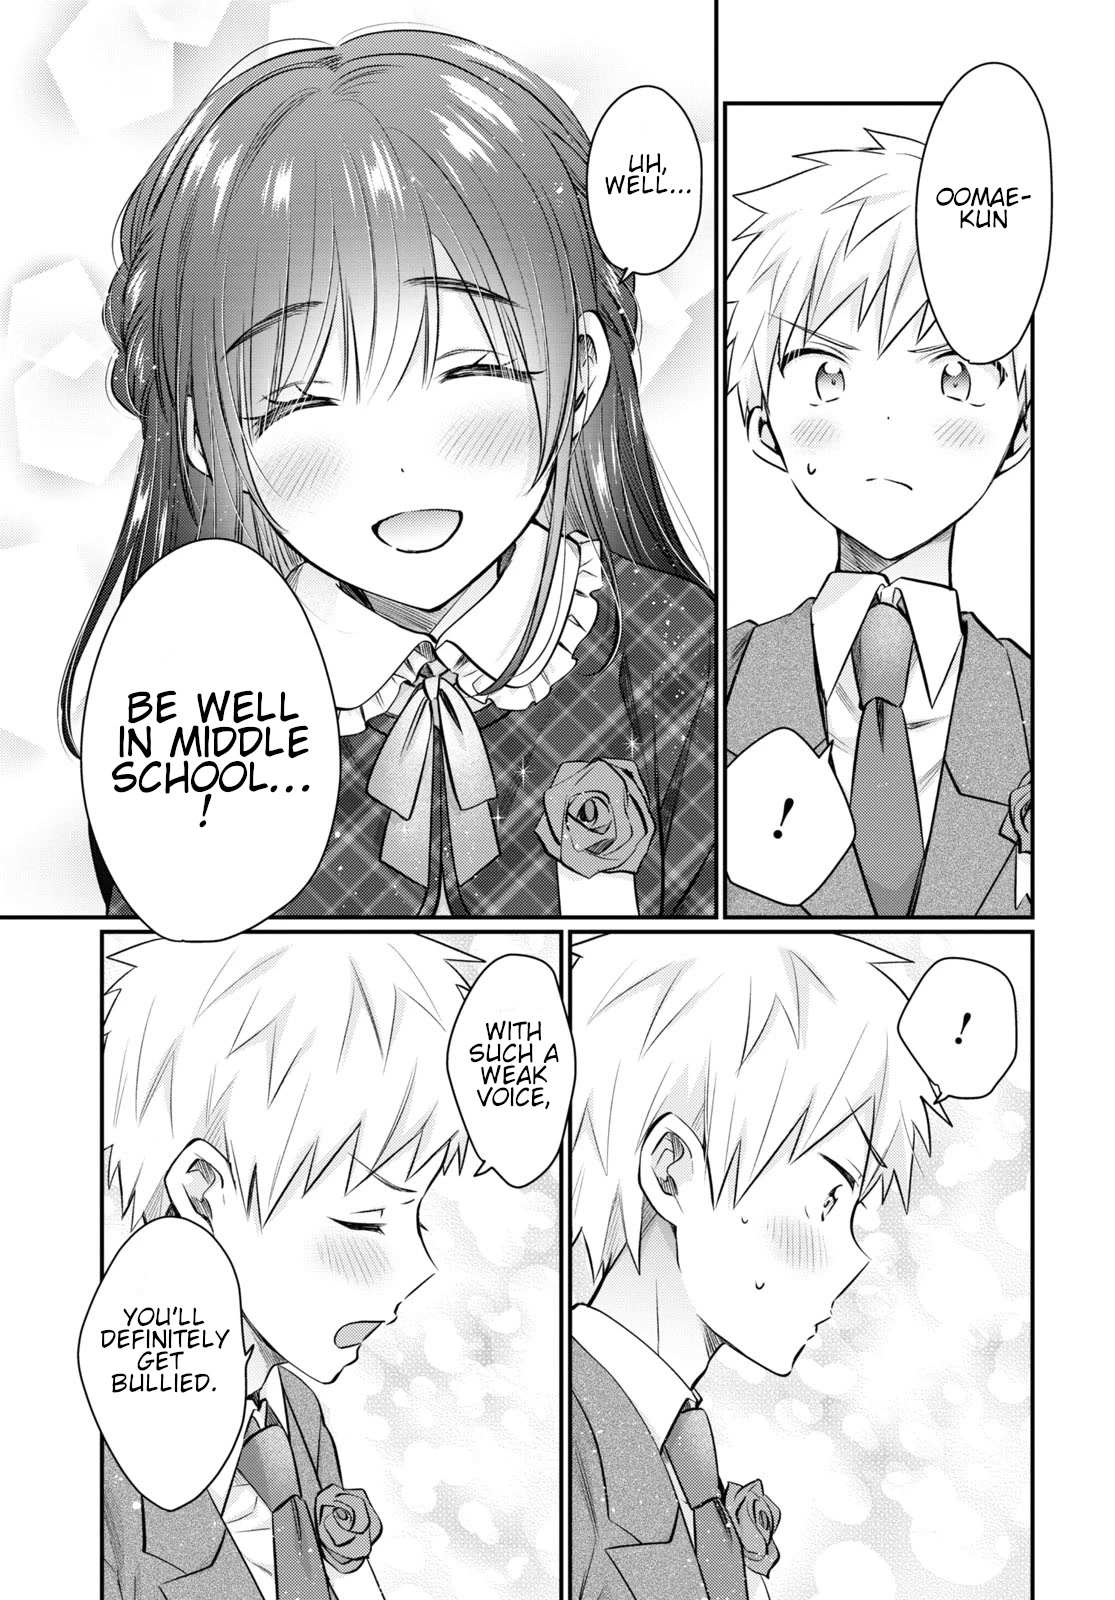 OOMAE-
KUN
!
UH,
WELL...
BE WELL
IN MIDDLE
SCHOOL...
!
!
WITH
SUCH A
WEAK
VOICE,
YOU'LL
DEFINITELY
GET
BULLIED.